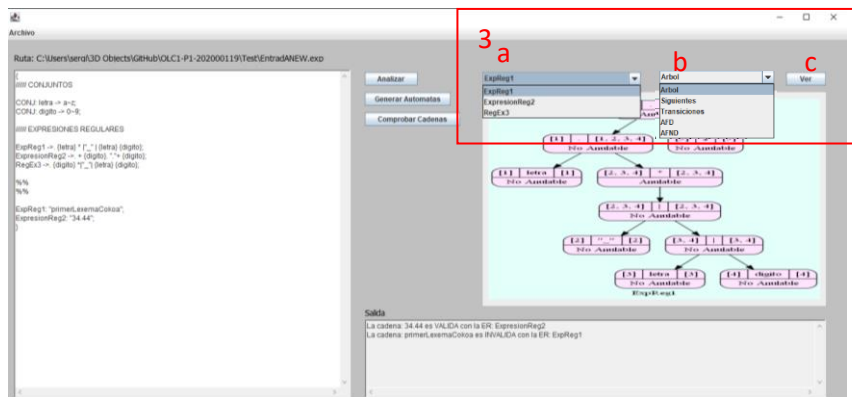 Archivo
3
a
b
c
Ruta: C:\Users\sergi\3D Objects\GitHub\OLC1-P1-202000119\Test\EntradANEW.exp
{
////// CONJUNTOS
CONJ: letra -> a~z;
CONJ: digito -> 0~9;
////// EXPRESIONES REGULARES
ExpReg1 -> . {letra} * | "_" | {letra} {digito};
ExpresionReg2 -> . + {digito} . "." + {digito};
RegEx3 -> . {digito} * | "_" | {letra} {digito};
%%
%%
ExpReg1: "primerLexemaCokoa";
ExpresionReg2: "34.44";
}
Analizar
Generar Automatas
Comprobar Cadenas
ExpReg1
ExpReg1
ExpresionReg2
RegEx3
Arbol
Arbol
Siguientes
Transiciones
AFD
AFND
Ver
[1] . [1, 2, 3, 4]
No Anulable
[1] letra [1]
No Anulable
[2, 3, 4] * [2, 3, 4]
Anulable
[2, 3, 4] | [2, 3, 4]
No Anulable
[2] "_" [2]
No Anulable
[3, 4] | [3, 4]
No Anulable
[3] letra [3]
No Anulable
[4] digito [4]
No Anulable
ExpReg1
Salida
La cadena: 34.44 es VALIDA con la ER: ExpresionReg2
La cadena: primerLexemaCokoa es INVALIDA con la ER: ExpReg1